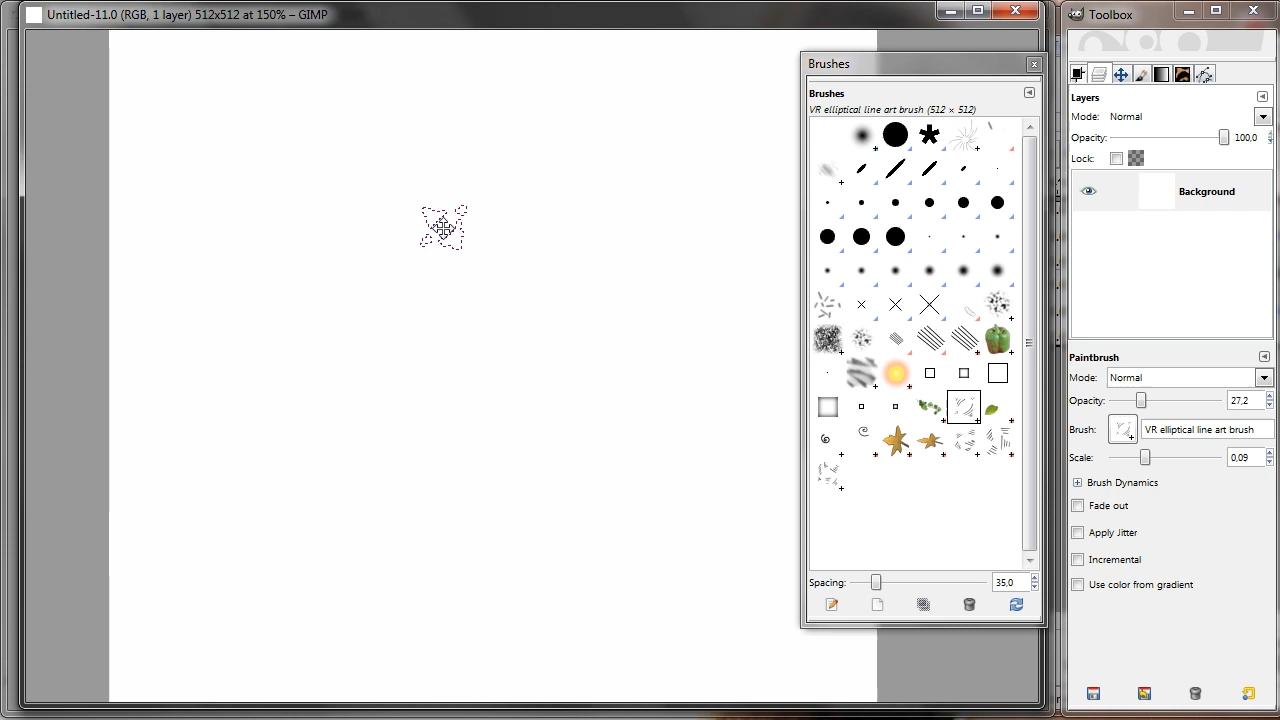 Untitled-11.0 (RGB, 1 layer) 512x512 at 150% – GIMP
Brushes
Brushes
VR elliptical line art brush (512 × 512)
Spacing:
35,0
Toolbox
Layers
Mode: Normal
Opacity: 100,0
Lock:
Background
Paintbrush
Mode: Normal
Opacity: 27,2
Brush: VR elliptical line art brush
Scale: 0,09
Brush Dynamics
Fade out
Apply Jitter
Incremental
Use color from gradient